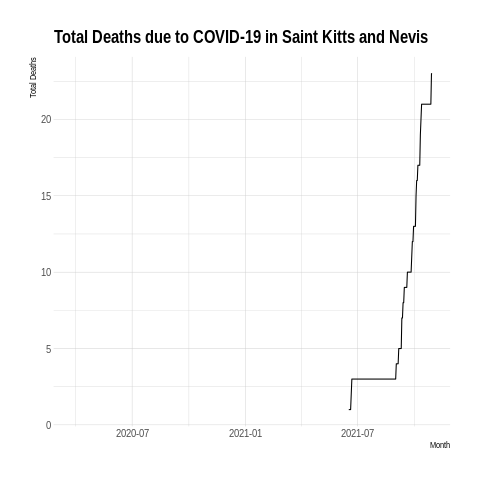 Total Deaths due to COVID-19 in Saint Kitts and Nevis
Total Deaths
20
15
10
5
0
2020-07 2021-01 2021-07
Month